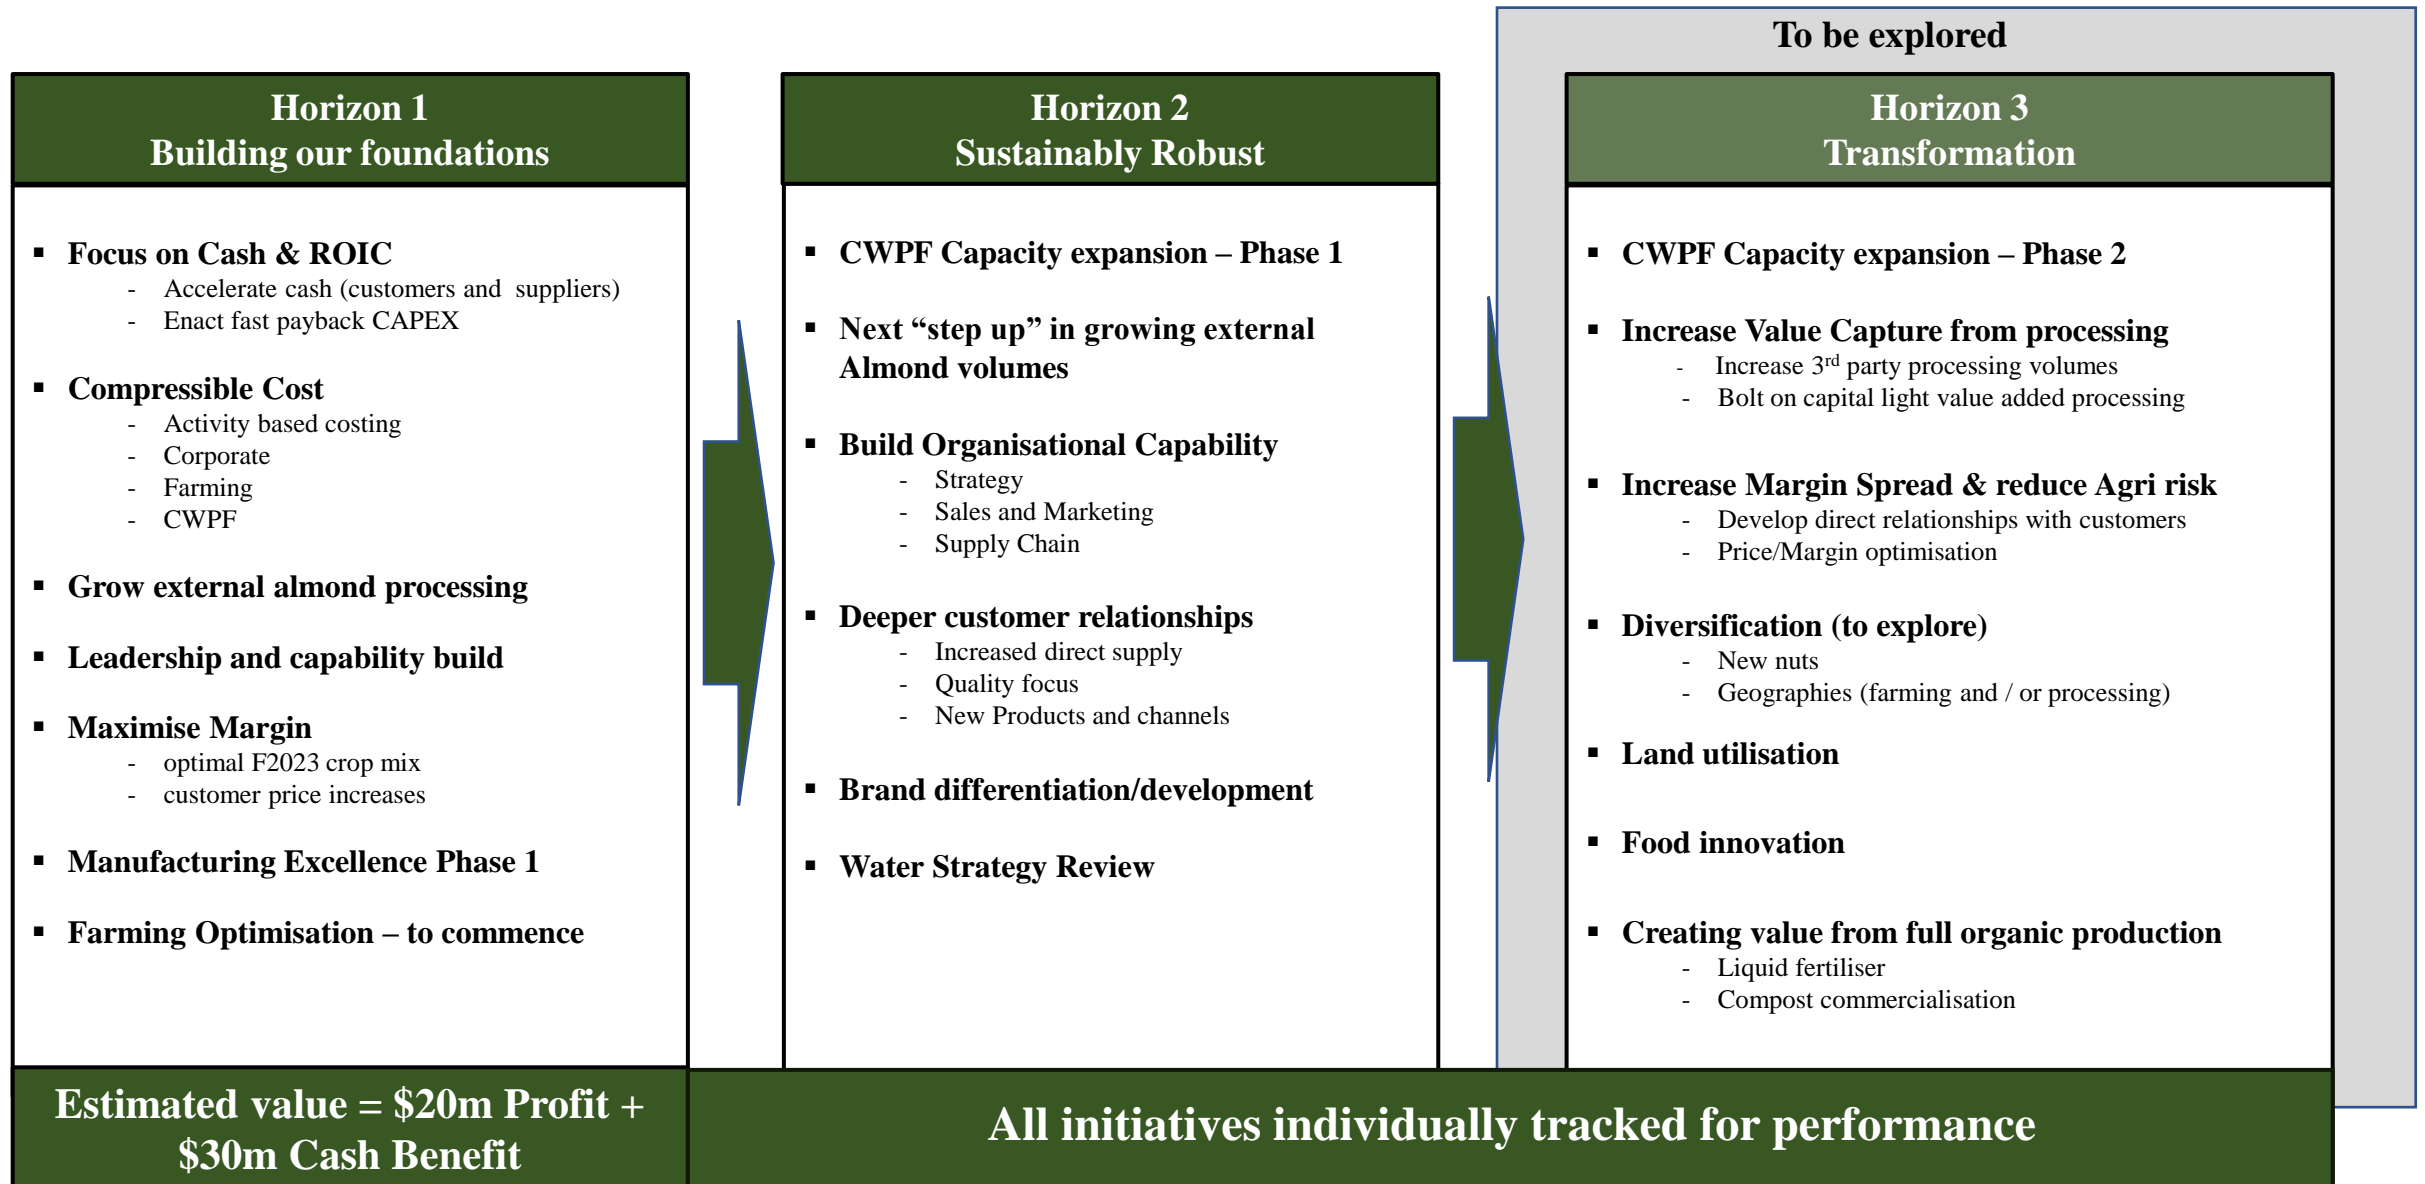 To be explored
Horizon 1
Building our foundations
▪ Focus on Cash & ROIC
- Accelerate cash (customers and suppliers)
- Enact fast payback CAPEX
▪ Compressible Cost
- Activity based costing
- Corporate
- Farming
- CWPF
▪ Grow external almond processing
▪ Leadership and capability build
▪ Maximise Margin
- optimal F2023 crop mix
- customer price increases
▪ Manufacturing Excellence Phase 1
▪ Farming Optimisation – to commence
Estimated value = $20m Profit +
$30m Cash Benefit
Horizon 2
Sustainably Robust
▪ CWPF Capacity expansion – Phase 1
▪ Next “step up” in growing external
Almond volumes
▪ Build Organisational Capability
- Strategy
- Sales and Marketing
- Supply Chain
▪ Deeper customer relationships
- Increased direct supply
- Quality focus
- New Products and channels
▪ Brand differentiation/development
▪ Water Strategy Review
Horizon 3
Transformation
▪ CWPF Capacity expansion – Phase 2
▪ Increase Value Capture from processing
- Increase 3rd party processing volumes
- Bolt on capital light value added processing
▪ Increase Margin Spread & reduce Agri risk
- Develop direct relationships with customers
- Price/Margin optimisation
▪ Diversification (to explore)
- New nuts
- Geographies (farming and / or processing)
▪ Land utilisation
▪ Food innovation
▪ Creating value from full organic production
- Liquid fertiliser
- Compost commercialisation
All initiatives individually tracked for performance